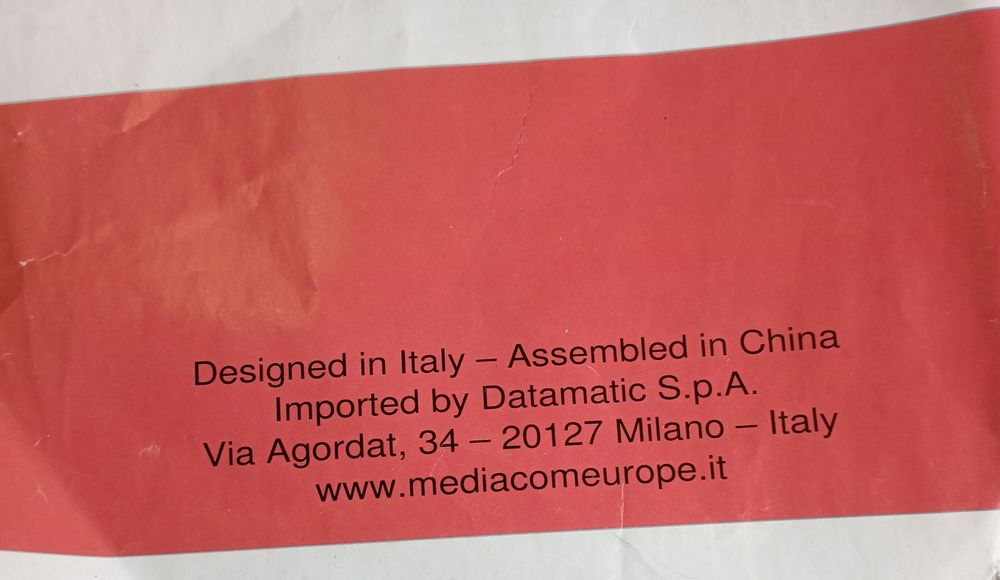 Designed in Italy – Assembled in China
Imported by Datamatic S.p.A.
Via Agordat, 34 – 20127 Milano – Italy
www.mediacomeurope.it